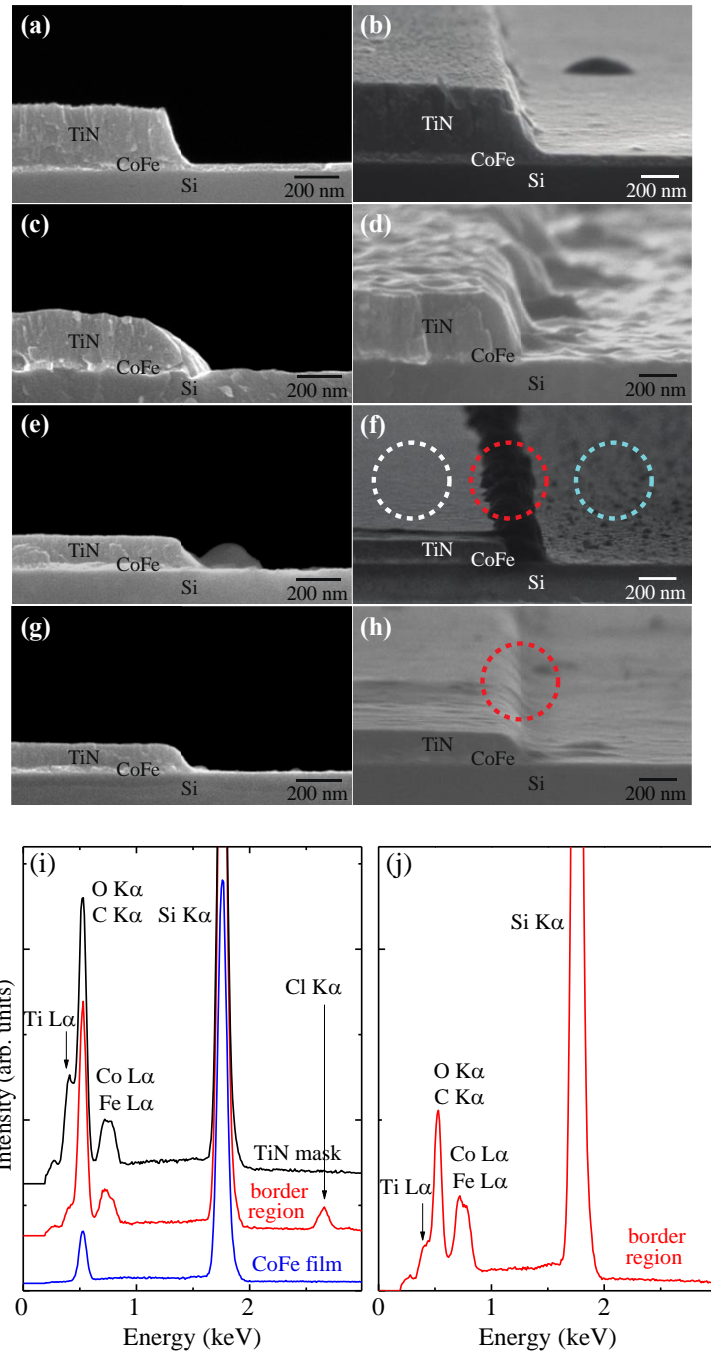 (a)
TiN
CoFe
Si
200 nm
(b)
TiN
CoFe
Si
200 nm
(c)
TiN
CoFe
Si
200 nm
(d)
TiN
CoFe
Si
200 nm
(e)
TiN
CoFe
Si
200 nm
(f)
TiN
CoFe
Si
200 nm
(g)
TiN
CoFe
Si
200 nm
(h)
TiN
CoFe
Si
200 nm
(i)
O Kα
C Kα
Si Kα
Cl Kα
Ti Lα
Co Lα
Fe Lα
TiN mask
border
region
CoFe film
Intensity (arb. units)
0 1 2
Energy (keV)
(j)
Si Kα
O Kα
C Kα
Co Lα
Fe Lα
Ti Lα
border
region
0 1 2
Energy (keV)